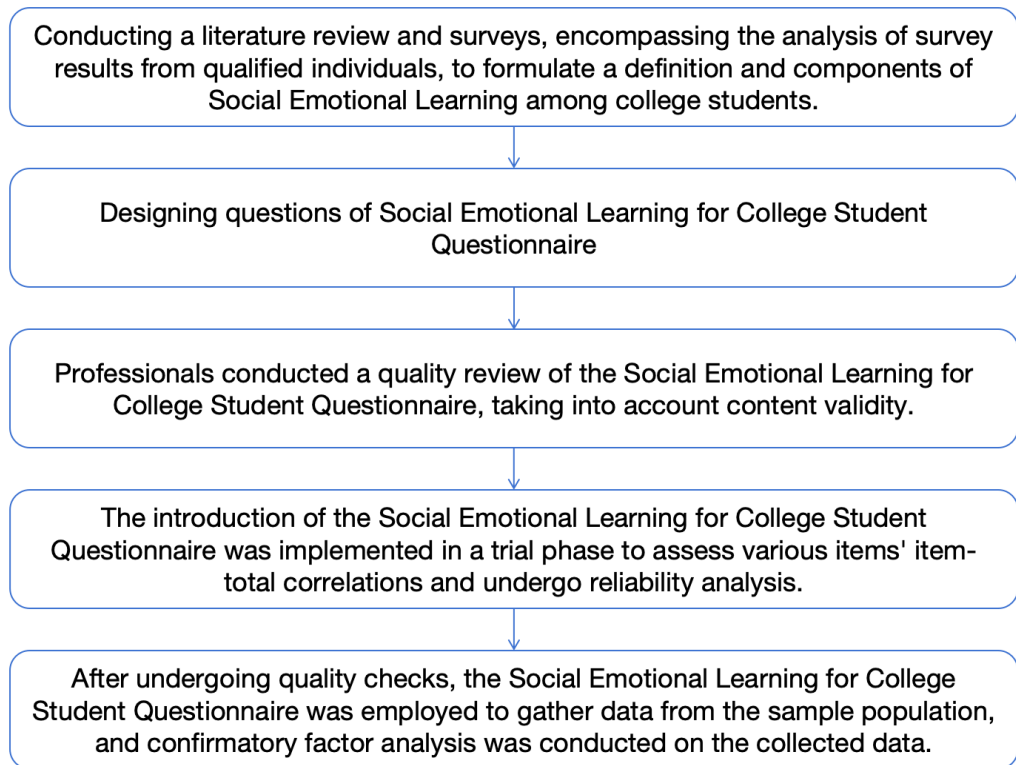 Conducting a literature review and surveys, encompassing the analysis of survey
results from qualified individuals, to formulate a definition and components of
Social Emotional Learning among college students.
Designing questions of Social Emotional Learning for College Student
Questionnaire
Professionals conducted a quality review of the Social Emotional Learning for
College Student Questionnaire, taking into account content validity.
The introduction of the Social Emotional Learning for College Student
Questionnaire was implemented in a trial phase to assess various items' item-
total correlations and undergo reliability analysis.
After undergoing quality checks, the Social Emotional Learning for College
Student Questionnaire was employed to gather data from the sample population,
and confirmatory factor analysis was conducted on the collected data.